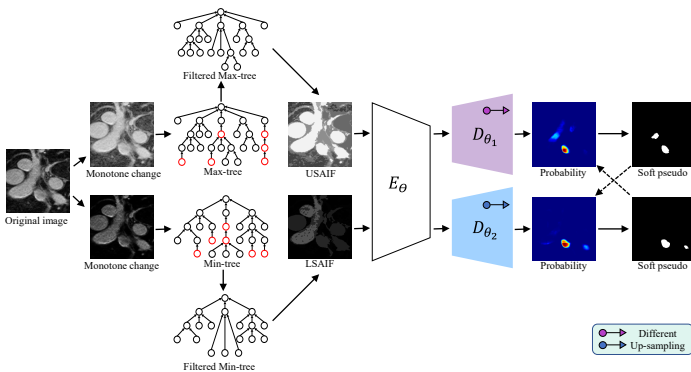 Filtered Max-tree
Original image
Monotone change
Max-tree
USAIF
E_θ
D_θ₁
Probability
Soft pseudo
Monotone change
Min-tree
LSAIF
D_θ₂
Probability
Soft pseudo
Filtered Min-tree
Different
Up-sampling